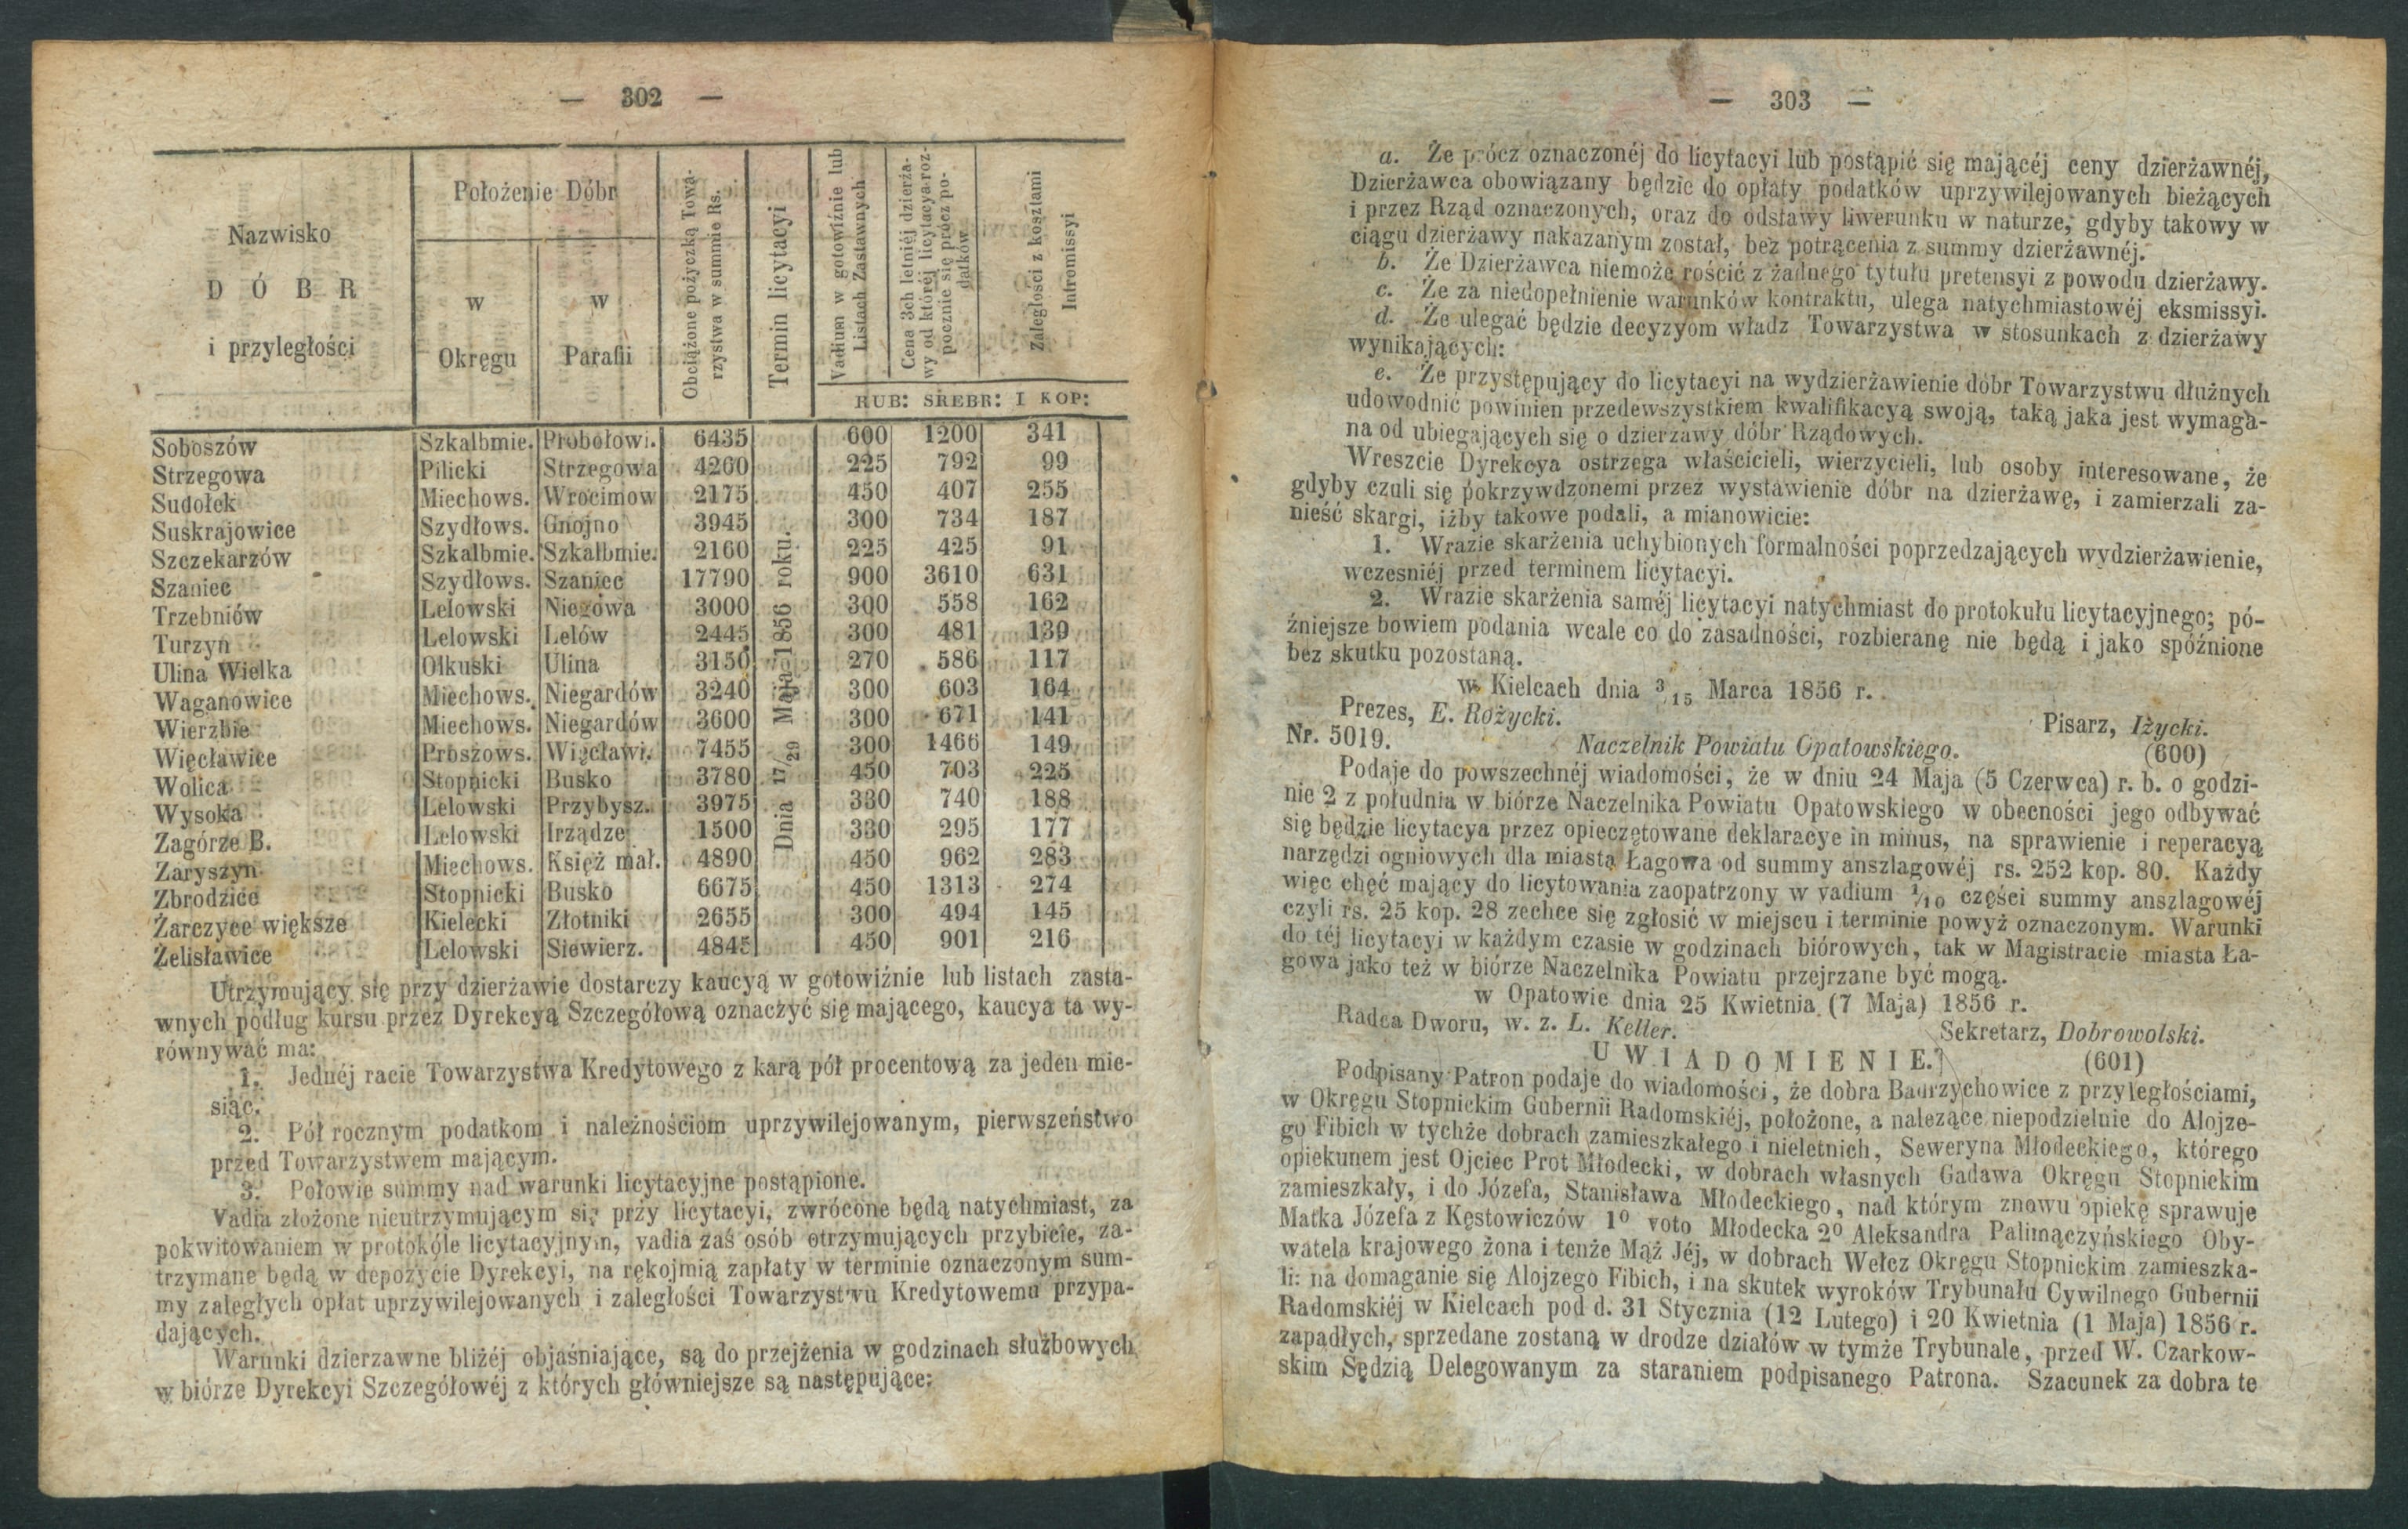 — 302 —
Nazwisko
DÓBR
i przyległości
Położenie Dóbr
w
Okręgu
w
Parafii
Obciążone pożyczką Towa-
rzystwa w summie Rs.
Termin licytacyi
Vadium w gotowiźnie lub
Listach Zastawnych
Cena 3ch letniéj dzierża-
wy od któréj licytacya roz-
pocznie się prócz po-
datków
Zaległości z kosztami
Intromissyi
RUB: SREBR: I KOP:
Dnia 17/29 Maja 1856 roku.
Soboszów Szkalbmie. Probołowi. 6435 600 1200 341
Strzegowa Pilicki Strzegowa 4260 225 792 99
Sudołek Miechows. Wrocimow 2175 450 407 255
Suskrajowice Szydłows. Gnojno 3945 300 734 187
Szczekarzów Szkalbmie. Szkalbmie. 2160 225 425 91
Szaniec Szydłows. Szaniec 17790 900 3610 631
Trzebniów Lelowski Niegowa 3000 300 558 162
Turzyn Lelowski Lelów 2445 300 481 139
Ulina Wielka Olkuski Ulina 3150 270 586 117
Waganowice Miechows. Niegardów 3240 300 603 164
Wierzbie Miechows. Niegardów 3600 300 671 141
Więcławice Proszows. Więcławi. 7455 300 1466 149
Wolica Stopnicki Busko 3780 450 703 225
Wysoka Lelowski Przybysz. 3975 330 740 188
Zagórze B. Lelowski Irządze 1500 330 295 177
Zaryszyn Miechows. Księż mał. 4890 450 962 283
Zbrodzice Stopnicki Busko 6675 450 1313 274
Żarczyce większe Kielecki Złotniki 2655 300 494 145
Żelisławice Lelowski Siewierz. 4845 450 901 216
Utrzymujący się przy dzierżawie dostarczy kaucyą w gotowiźnie lub listach zasta-
wnych podług kursu przez Dyrekcyą Szczegółową oznaczyć się mającego, kaucya ta wy-
równywać ma:
1. Jednéj racie Towarzystwa Kredytowego z karą pół procentową za jeden mie-
siąc.
2. Pół rocznym podatkom i należnościom uprzywilejowanym, pierwszeństwo
przed Towarzystwem mającym.
3. Połowie summy nad warunki licytacyjne postąpione.
Vadia złożone nieutrzymującym się przy licytacyi, zwrócone będą natychmiast, za
pokwitowaniem w protokóle licytacyjnym, vadia zaś osób otrzymujących przybicie, za-
trzymane będą w depozycie Dyrekcyi, na rękojmią zapłaty w terminie oznaczonym sum-
my zaległych opłat uprzywilejowanych i zaległości Towarzystwu Kredytowemu przypa-
dających.
Warunki dzierzawne bliżéj objaśniające, są do przejżenia w godzinach służbowych
w biórze Dyrekcyi Szczegółowéj z których główniejsze są następujące:
— 303 —
a. Że prócz oznaczonéj do licytacyi lub postąpić się mającéj ceny dzierżawnéj,
Dzierżawca obowiązany będzie do opłaty podatków uprzywilejowanych bieżących
i przez Rząd oznaczonych, oraz do odstawy liwerunku w naturze, gdyby takowy w
ciągu dzierżawy nakazanym został, bez potrącenia z summy dzierżawnéj.
b. Że Dzierżawca niemoże rościć z żadnego tytułu pretensyi z powodu dzierżawy.
c. Że za niedopełnienie warunków kontraktu, ulega natychmiastowéj eksmissyi.
d. Że ulegać będzie decyzyom władz Towarzystwa w stosunkach z dzierżawy
wynikających:
e. Że przystępujący do licytacyi na wydzierżawienie dóbr Towarzystwu dłużnych
udowodnić powinien przedewszystkiem kwalifikacyą swoją, taką jaka jest wymaga-
na od ubiegających się o dzierżawy dóbr Rządowych.
Wreszcie Dyrekcya ostrzega właścicieli, wierzycieli, lub osoby interesowane, że
gdyby czuli się pokrzywdzonemi przez wystawienie dóbr na dzierżawę, i zamierzali za-
nieść skargi, iżby takowe podali, a mianowicie:
1. Wrazie skarżenia uchybionych formalności poprzedzających wydzierżawienie,
wczesniéj przed terminem licytacyi.
2. Wrazie skarżenia saméj licytacyi natychmiast do protokułu licytacyjnego; pó-
źniejsze bowiem podania wcale co do zasadności, rozbieranę nie będą i jako spóźnione
bez skutku pozostaną.
w Kielcach dnia 3/15 Marca 1856 r.
Prezes, E. Rożycki. Pisarz, Iżycki.
Nr. 5019. Naczelnik Powiatu Opatowskiego. (600)
Podaje do powszechnéj wiadomości, że w dniu 24 Maja (5 Czerwca) r. b. o godzi-
nie 2 z południa w biórze Naczelnika Powiatu Opatowskiego w obecności jego odbywać
się będzie licytacya przez opieczętowane deklaracye in minus, na sprawienie i reperacyą
narzędzi ogniowych dla miasta Łagowa od summy anszlagowéj rs. 252 kop. 80. Każdy
więc chęć mający do licytowania zaopatrzony w vadium 1/10 części summy anszlagowéj
czyli rs. 25 kop. 28 zechce się zgłosić w miejscu i terminie powyż oznaczonym. Warunki
do téj licytacyi w każdym czasie w godzinach biórowych, tak w Magistracie miasta Ła-
gowa jako też w biórze Naczelnika Powiatu przejrzane być mogą.
w Opatowie dnia 25 Kwietnia (7 Maja) 1856 r.
Radca Dworu, w. z. L. Keller. Sekretarz, Dobrowolski.
UWIADOMIENIE. (601)
Podpisany Patron podaje do wiadomości, że dobra Badrzychowice z przyległościami,
w Okręgu Stopnickim Gubernii Radomskiéj, położone, a nalezące niepodzielnie do Alojze-
go Fibich w tychże dobrach zamieszkałego i nieletnich, Seweryna Młodeckiego, którego
opiekunem jest Ojciec Prot Młodecki, w dobrach własnych Gadawa Okręgu Stopnickim
zamieszkały, i do Józefa, Stanisława Młodeckiego, nad którym znowu opiekę sprawuje
Matka Józefa z Kęstowiczów 1º voto Młodecka 2º Aleksandra Palimączyńskiego Oby-
watela krajowego żona i tenże Mąż Jéj, w dobrach Wełcz Okręgu Stopnickim zamieszka-
li: na domaganie się Alojzego Fibich, i na skutek wyroków Trybunału Cywilnego Gubernii
Radomskiéj w Kielcach pod d. 31 Stycznia (12 Lutego) i 20 Kwietnia (1 Maja) 1856 r.
zapadłych, sprzedane zostaną w drodze działów w tymże Trybunale, przed W. Czarkow-
skim Sędzią Delegowanym za staraniem podpisanego Patrona. Szacunek za dobra te